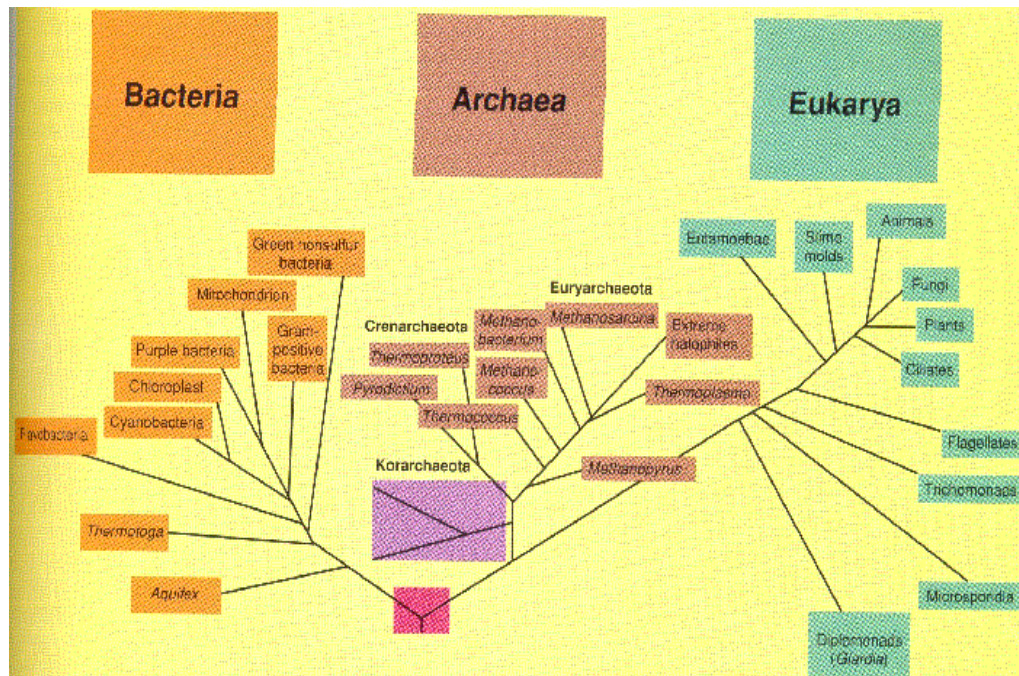 Bacteria
Archaea
Eukarya
Green nonsulfur
bacteria
Mitochondrion
Gram-
positive
bacteria
Purple bacteria
Chloroplast
Cyanobacteria
Flavobacteria
Thermotoga
Aquifex
Crenarchaeota
Thermoproteus
Pyrodictium
Korarchaeota
Euryarchaeota
Methano-
bacterium
Methanosarcina
Extreme
halophiles
Methano-
coccus
Thermoplasma
Thermococcus
Methanopyrus
Entamoebae
Slime
molds
Animals
Fungi
Plants
Ciliates
Flagellates
Trichomonads
Microsporidia
Diplomonads
(Giardia)